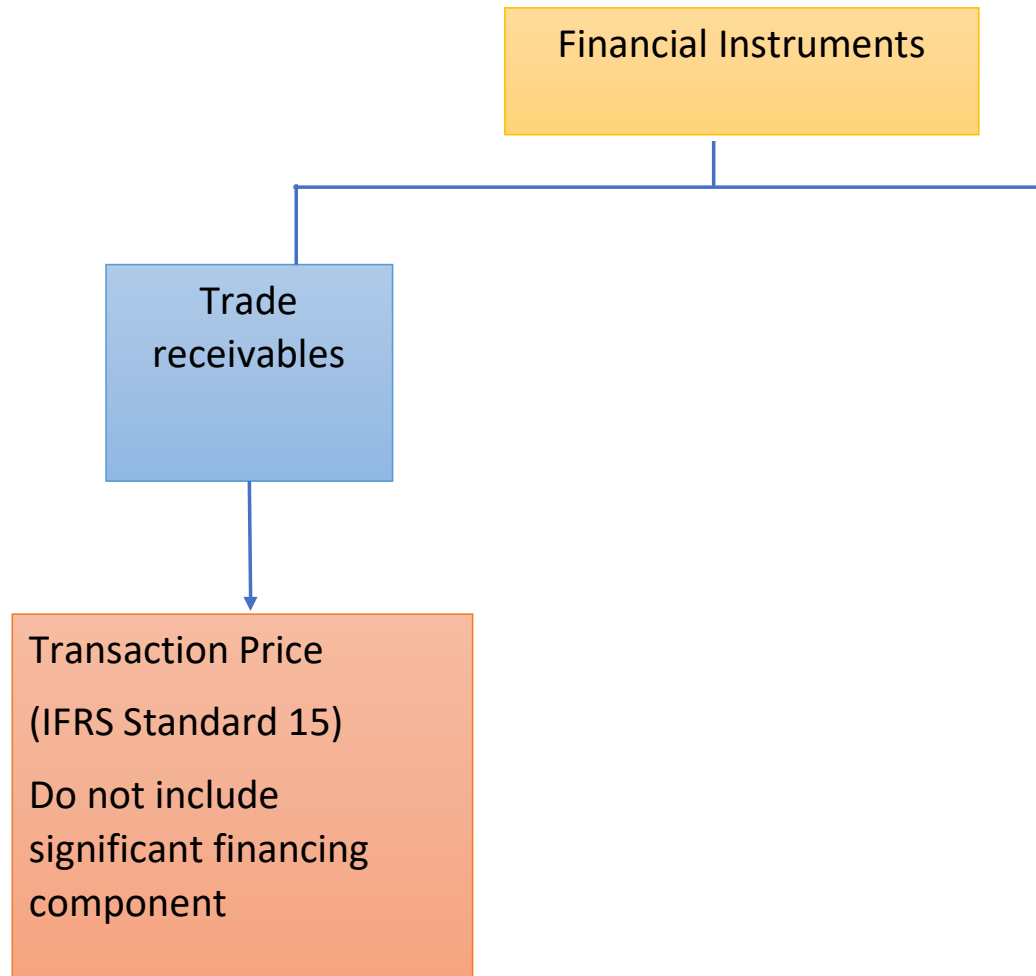 Financial Instruments
Trade
receivables
Transaction Price
(IFRS Standard 15)
Do not include
significant financing
component